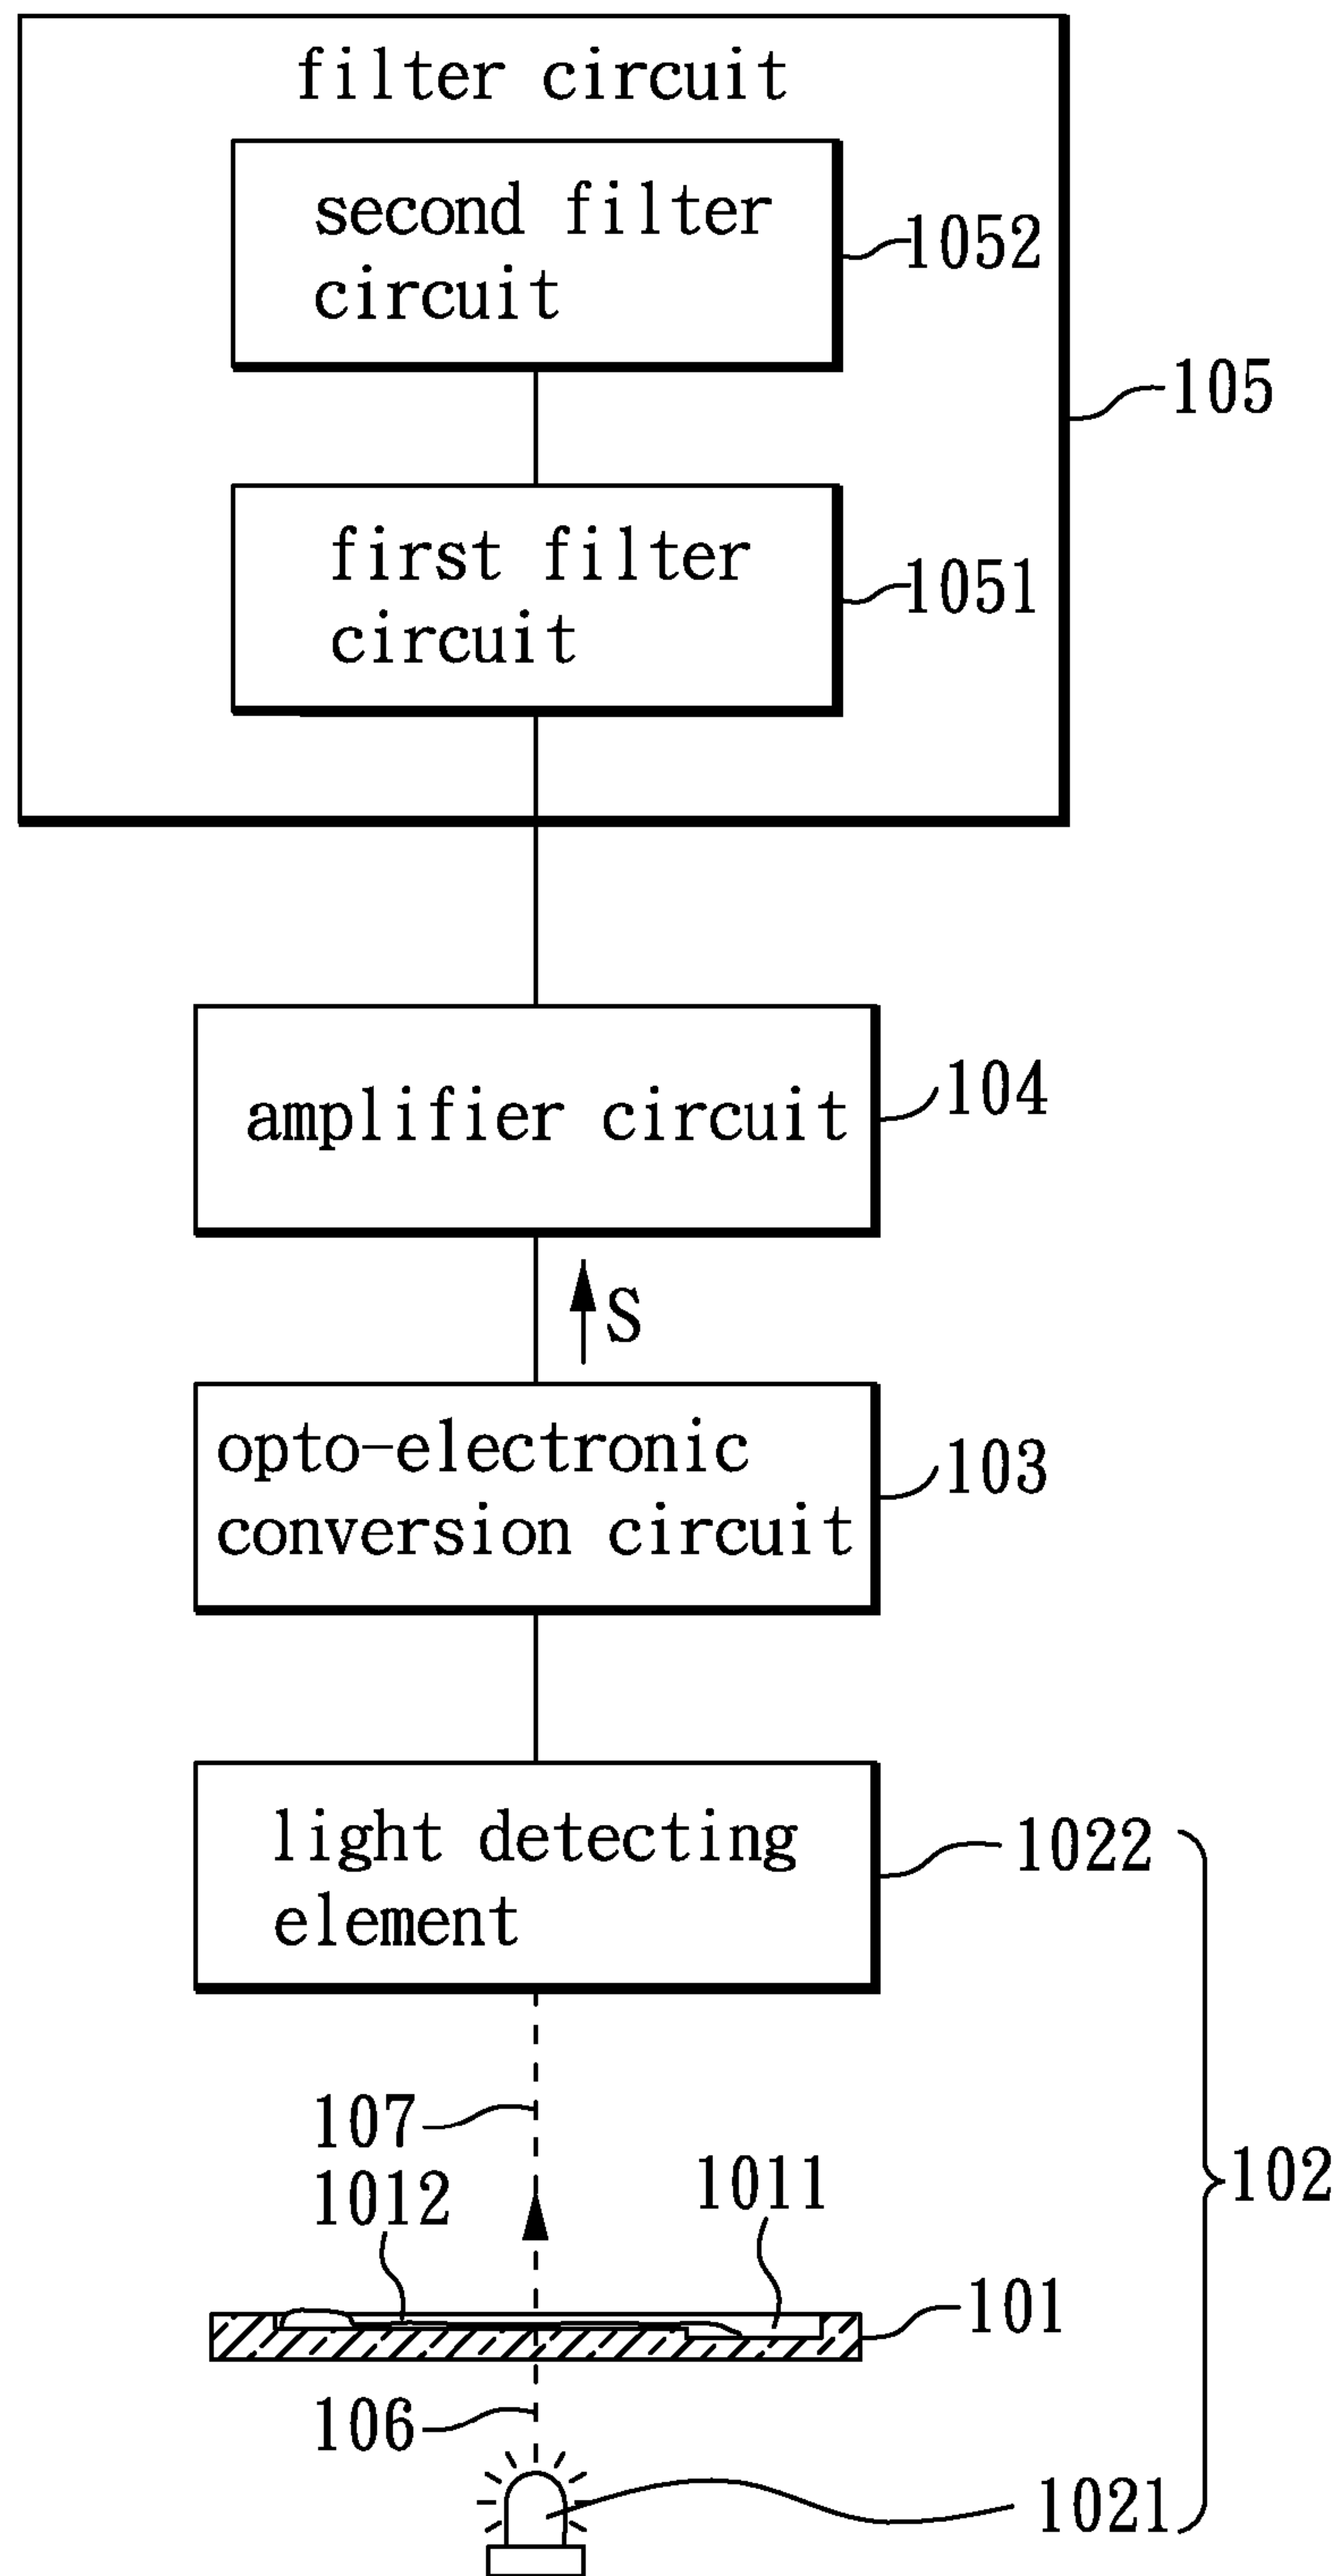 filter circuit
second filter
circuit
1052
105
first filter
circuit
1051
amplifier circuit
104
S
opto-electronic
conversion circuit
103
light detecting
element
1022
107
1012
1011
102
101
106
1021